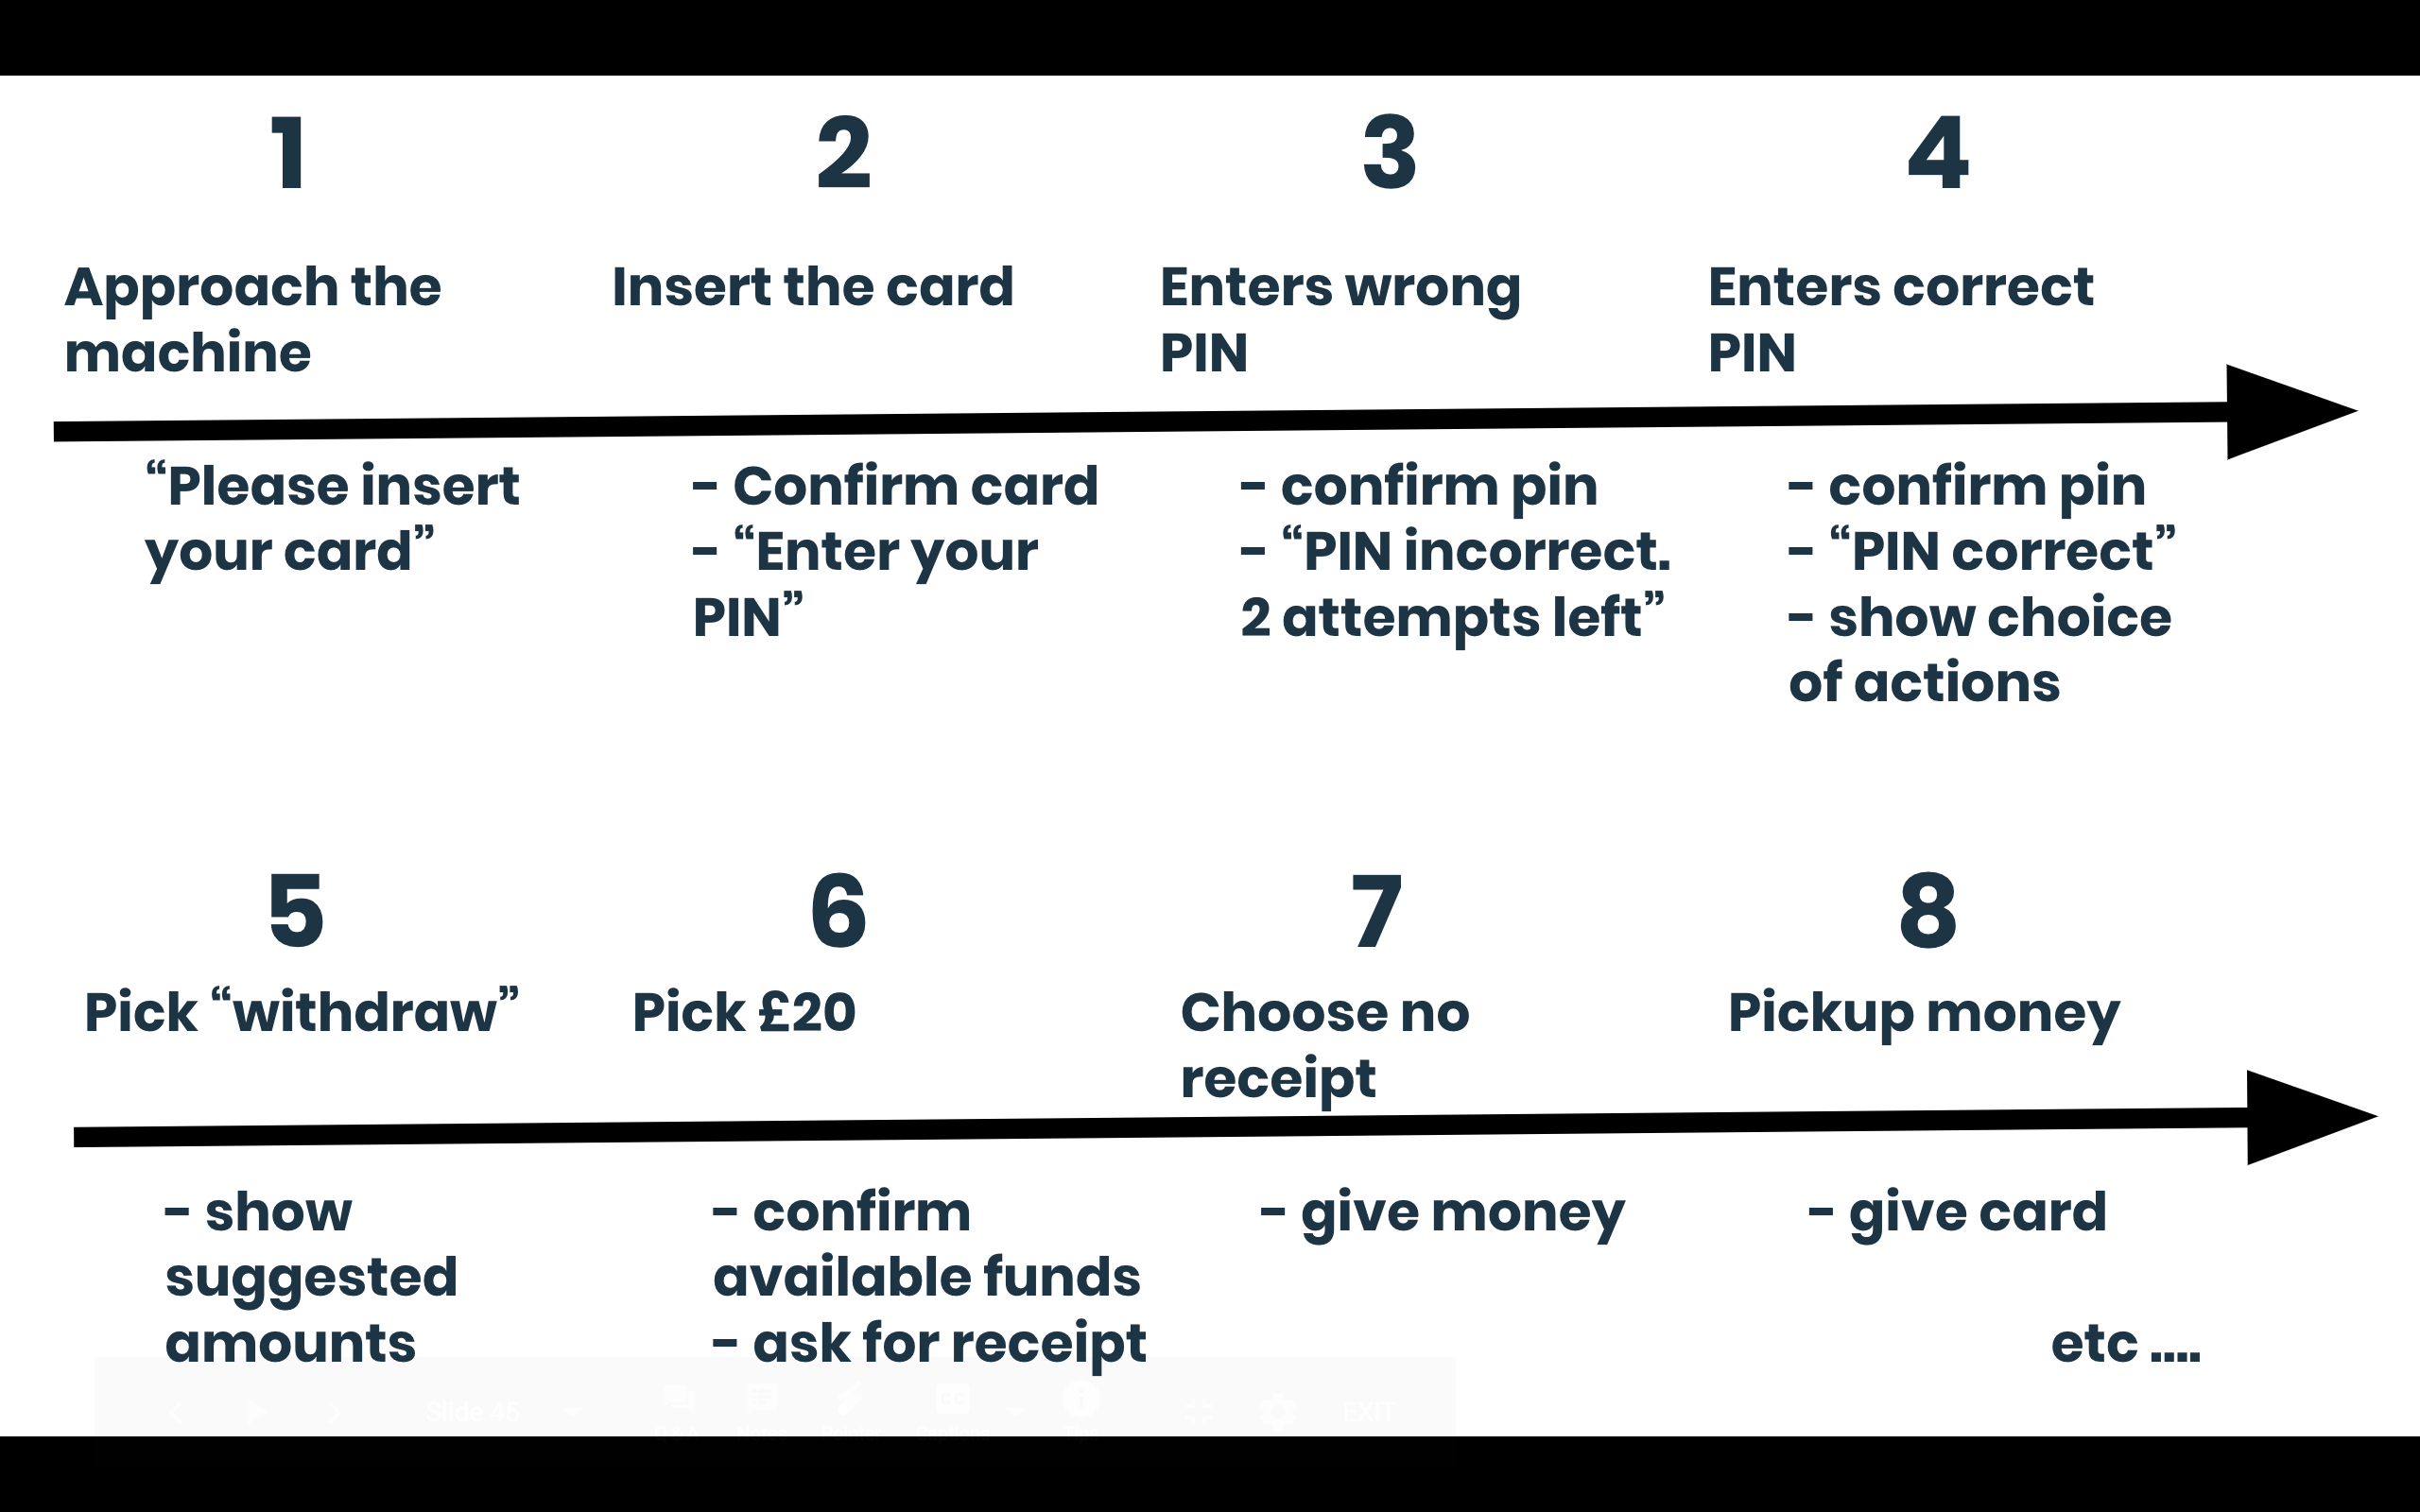 1
2
3
4
Approach the
machine
Insert the card
Enters wrong
PIN
Enters correct
PIN
“Please insert
your card”
- Confirm card
- “Enter your
PIN”
- confirm pin
- “PIN incorrect.
2 attempts left”
- confirm pin
- “PIN correct”
- show choice
of actions
5
6
7
8
Pick “withdraw”
Pick £20
Choose no
receipt
Pickup money
- show
suggested
amounts
- confirm
available funds
- ask for receipt
- give money
- give card
etc ....
Slide 45
CC
EXIT